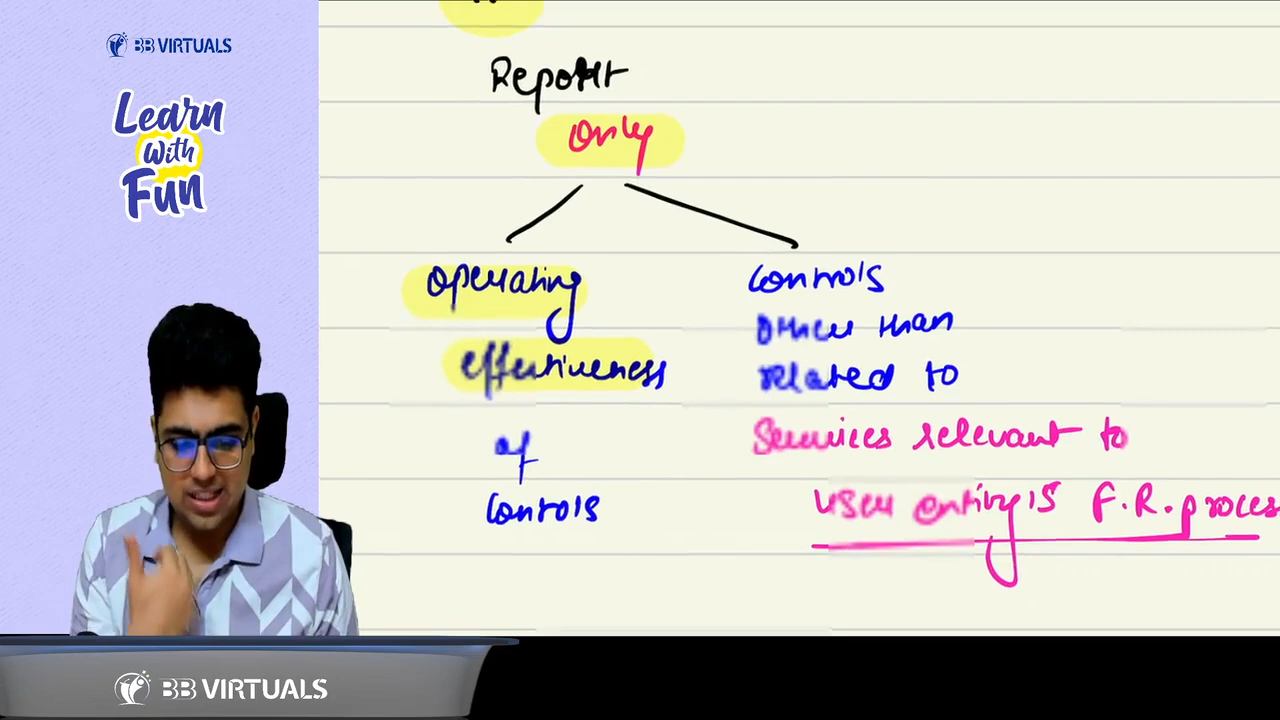 BB VIRTUALS
Learn
With
Fun
Report
Only
Operating
effectiveness
of
Controls
Controls
Other than
related to
Services relevant to
user entity's F.R. proces
BB VIRTUALS